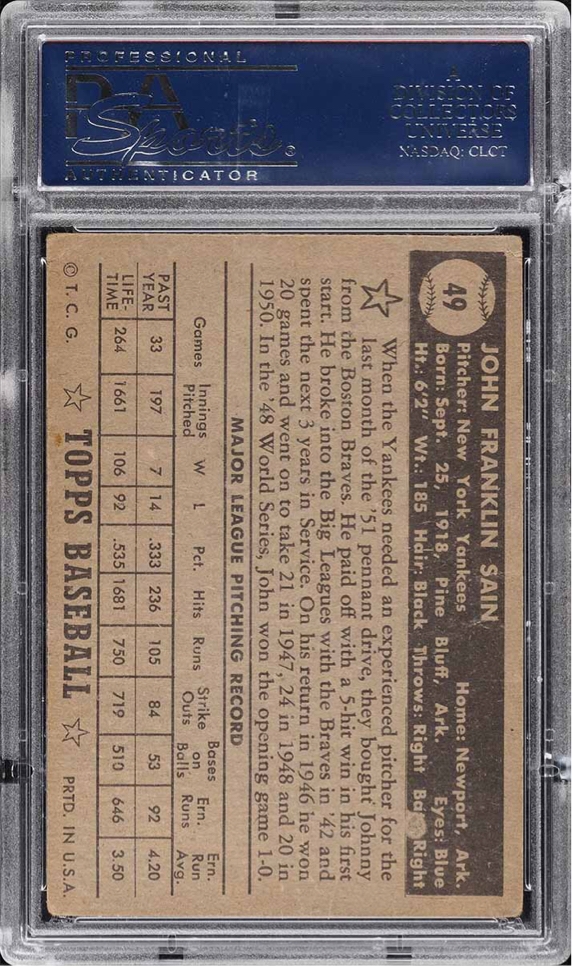 PROFESSIONAL
PSA
Sports
AUTHENTICATOR
A
DIVISION OF
COLLECTORS
UNIVERSE
NASDAQ: CLCT
49
JOHN FRANKLIN SAIN
Pitcher: New York Yankees Home: Newport, Ark.
Born: Sept. 25, 1918, Pine Bluff, Ark. Eyes: Blue
Ht.: 6'2" Wt.: 185 Hair: Black Throws: Right Right
When the Yankees needed an experienced pitcher for the
last month of the '51 pennant drive, they bought Johnny
from the Boston Braves. He paid off with a 5-hit win in his first
start. He broke into the Big Leagues with the Braves in '42 and
spent the next 3 years in Service. On his return in 1946 he won
20 games and went on to take 21 in 1947, 24 in 1948 and 20 in
1950. In the '48 World Series, John won the opening game 1-0.
MAJOR LEAGUE PITCHING RECORD
Games Innings Pitched W L Pct. Hits Runs Strike Outs Bases on Balls Ern. Runs Ern. Run Avg.
PAST YEAR 33 197 7 14 .333 236 105 84 53 92 4.20
LIFE-TIME 264 1661 106 92 .535 1681 750 719 510 646 3.50
© T. C. G. ☆ TOPPS BASEBALL ☆ PRTD. IN U.S.A.